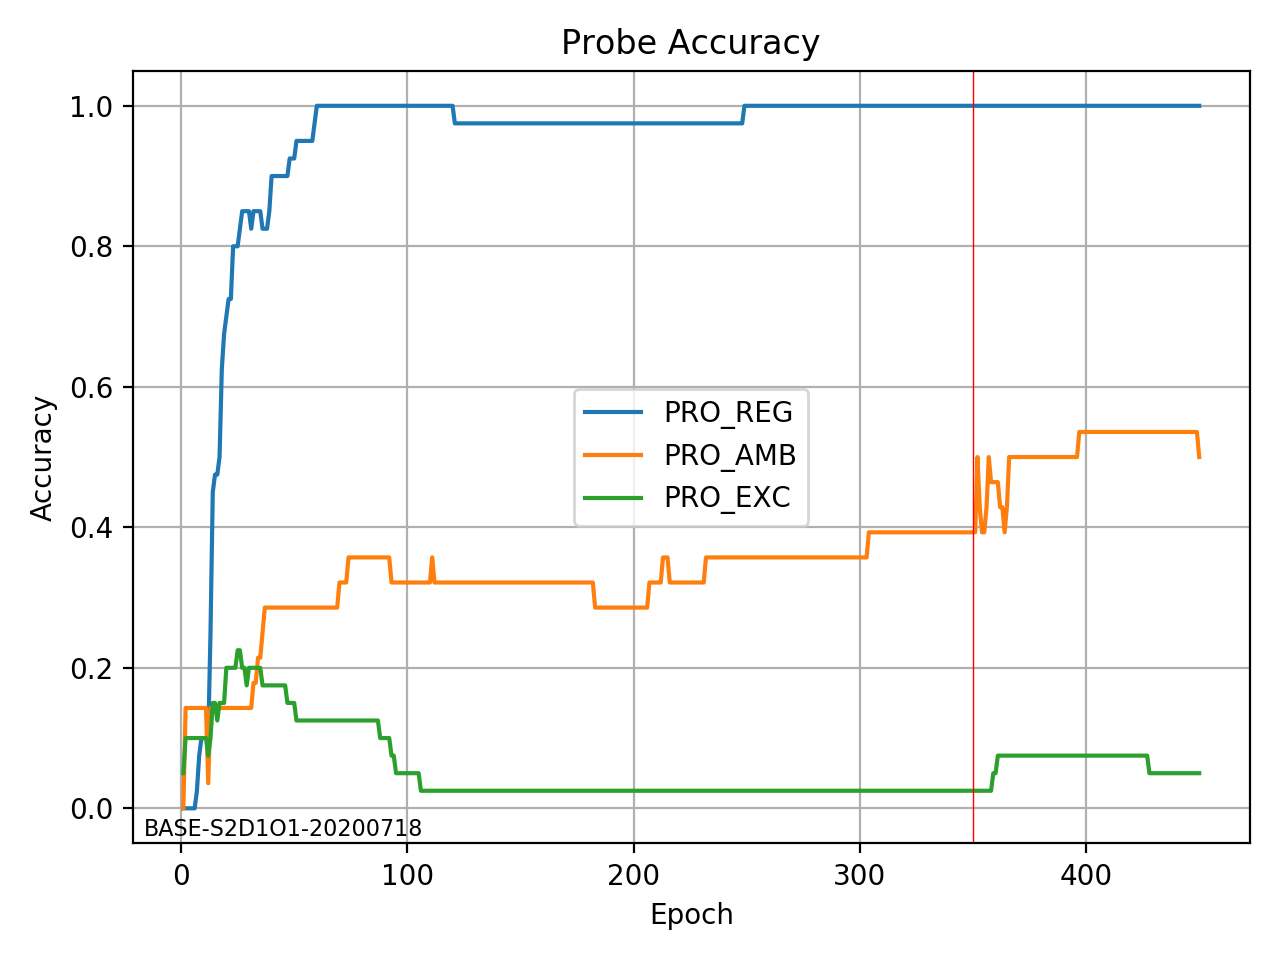 Probe Accuracy
1.0
0.8
0.6
0.4
0.2
0.0
Accuracy
PRO_REG
PRO_AMB
PRO_EXC
BASE-S2D1O1-20200718
0 100 200 300 400
Epoch